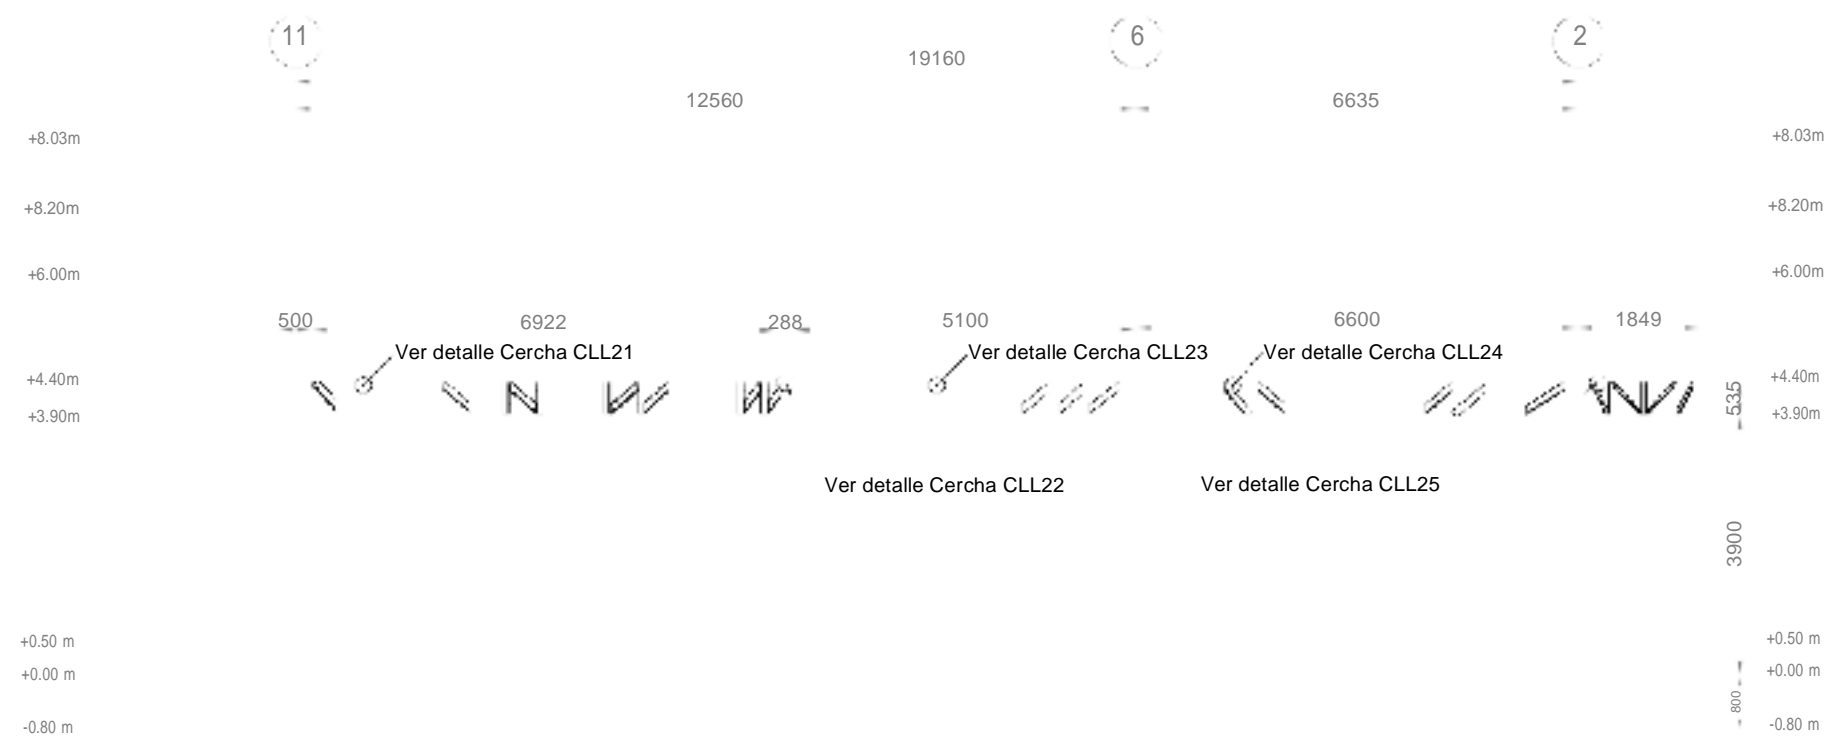 11
6
2
19160
12560
6635
+8.03m
+8.03m
+8.20m
+8.20m
+6.00m
+6.00m
500
6922
288
5100
6600
1849
Ver detalle Cercha CLL21
Ver detalle Cercha CLL23
Ver detalle Cercha CLL24
+4.40m
+4.40m
535
+3.90m
+3.90m
Ver detalle Cercha CLL22
Ver detalle Cercha CLL25
3900
+0.50 m
+0.50 m
+0.00 m
+0.00 m
800
-0.80 m
-0.80 m